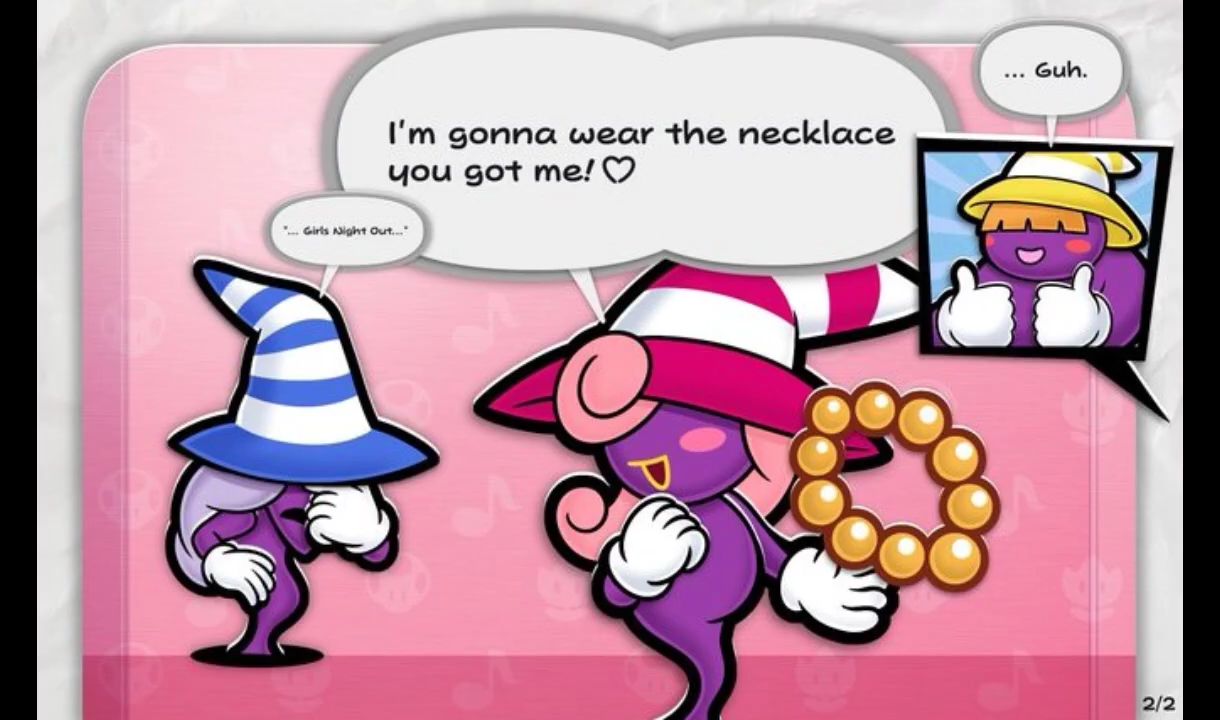 ... Guh.
I'm gonna wear the necklace
you got me! ♡
"... Girls Night Out..."
2/2